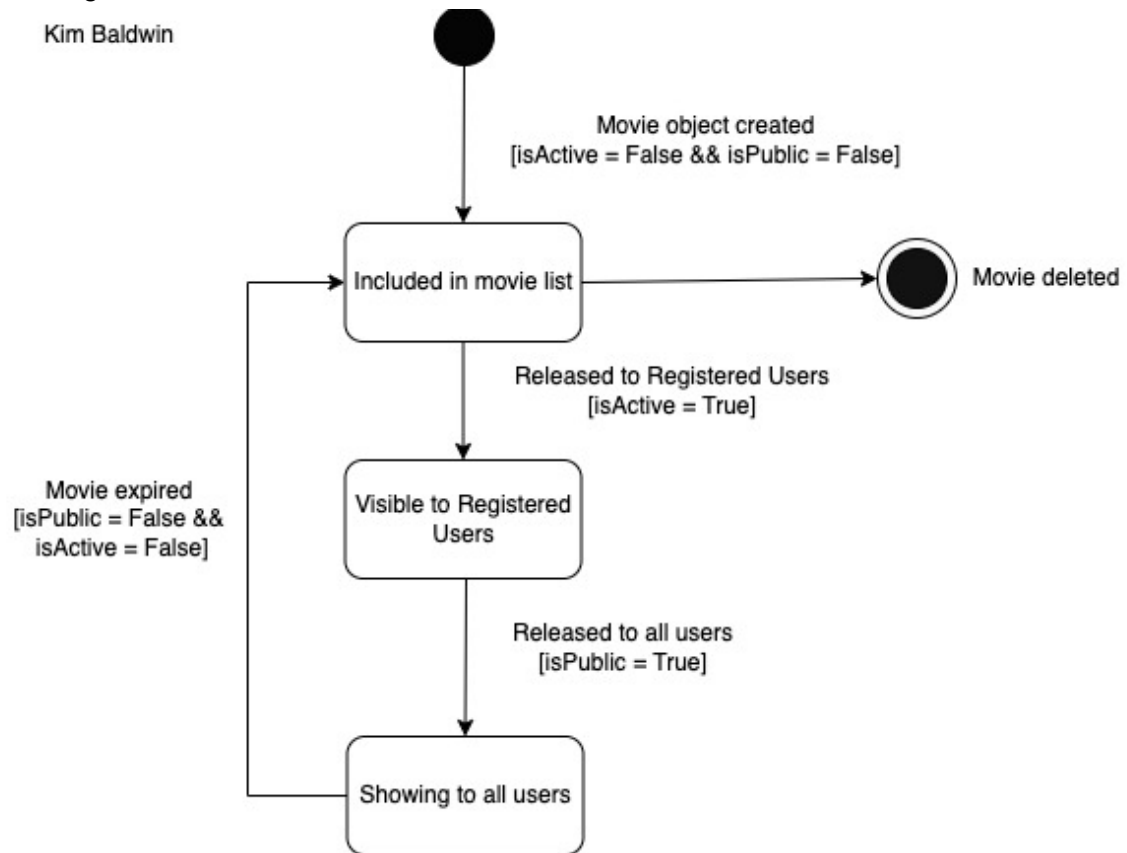 Kim Baldwin
Movie object created
[isActive = False && isPublic = False]
Included in movie list
Movie deleted
Released to Registered Users
[isActive = True]
Visible to Registered
Users
Movie expired
[isPublic = False &&
isActive = False]
Released to all users
[isPublic = True]
Showing to all users